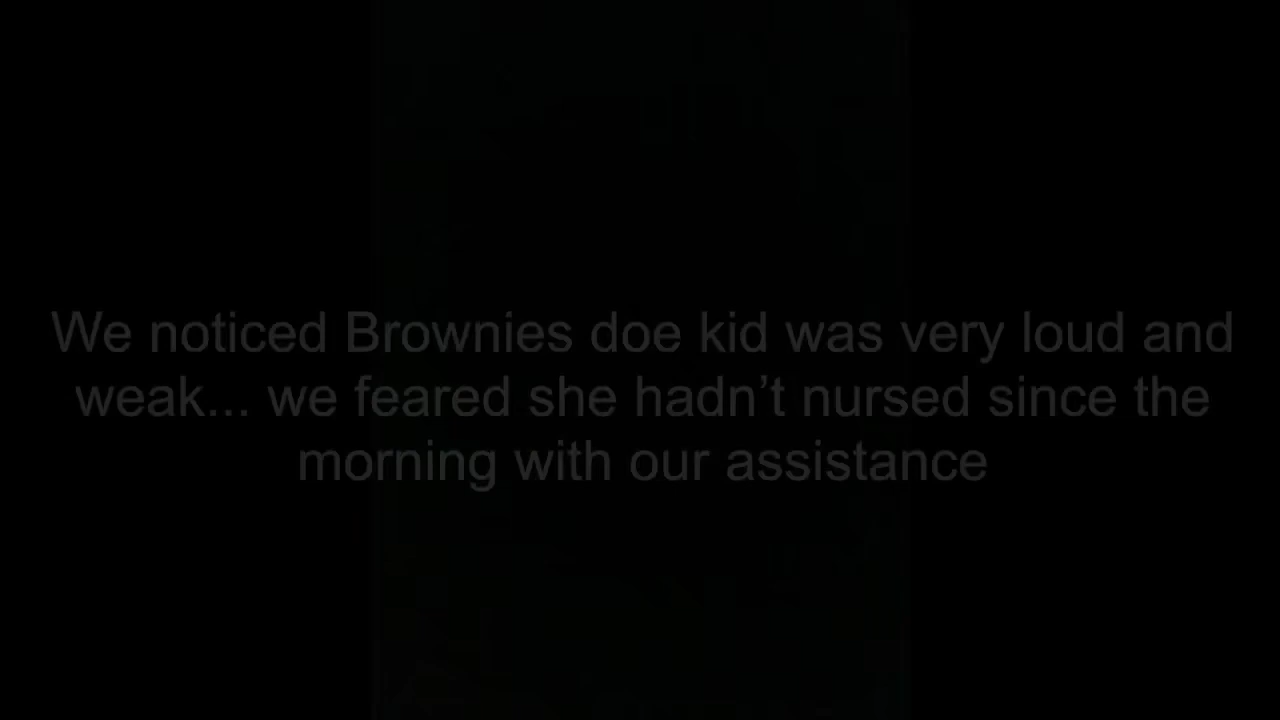 We noticed Brownies doe kid was very loud and
weak... we feared she hadn’t nursed since the
morning with our assistance